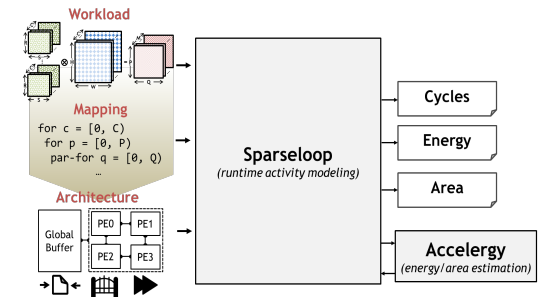 Workload
W
P
Q
S
S
Mapping
for c = [0, C)
for p = [0, P)
par-for q = [0, Q)
…
Architecture
Global
Buffer
PE0
PE1
PE2
PE3
Sparseloop
(runtime activity modeling)
Cycles
Energy
Area
Accelergy
(energy/area estimation)